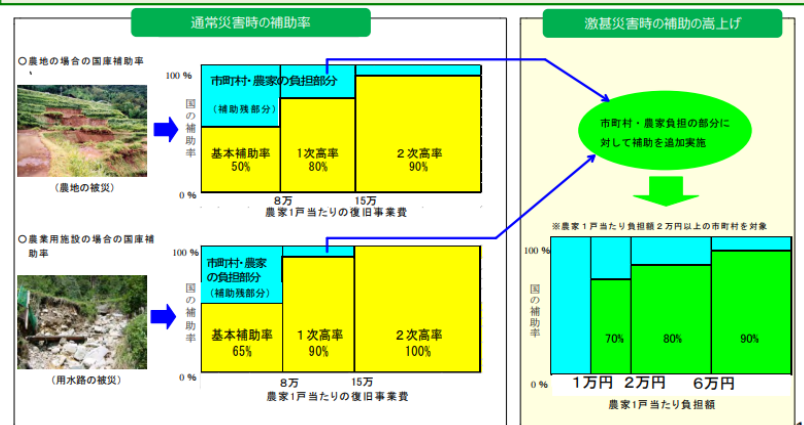 通常災害時の補助率
○農地の場合の国庫補助率
、
(農地の被災)
100 %
国の補助率
0 %
市町村・農家の負担部分
(補助残部分)
基本補助率
50%
1次高率
80%
2次高率
90%
8万
15万
農家1戸当たりの復旧事業費
○農業用施設の場合の国庫補
助率
(用水路の被災)
100 %
国の補助率
0 %
市町村・農家
の負担部分
(補助残部分)
基本補助率
65%
1次高率
90%
2次高率
100%
8万
15万
農家1戸当たりの復旧事業費
激甚災害時の補助の嵩上げ
市町村・農家負担の部分に
対して補助を追加実施
※農家1戸当たり負担額2万円以上の市町村を対象
100 %
国の補助率
0 %
70%
80%
90%
1万円
2万円
6万円
農家1戸当たり負担額